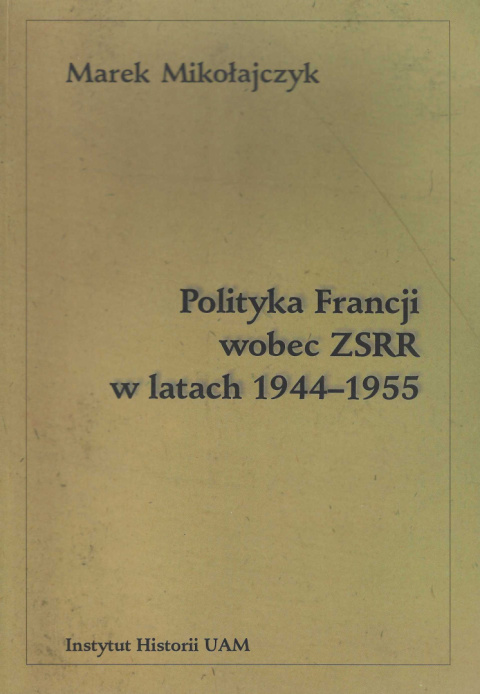 Marek Mikołajczyk
Polityka Francji
wobec ZSRR
w latach 1944–1955
Instytut Historii UAM